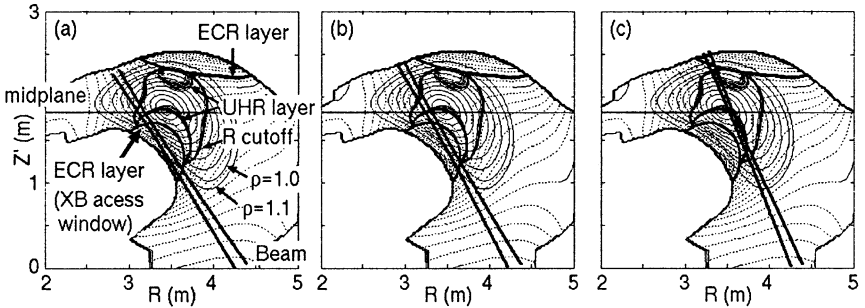 3
(a)
ECR layer
(b)
(c)
midplane
2
UHR layer
R cutoff
Z' (m)
ECR layer
(XB acess
window)
1
ρ=1.0
ρ=1.1
Beam
0
2 3 4 5
2 3 4 5
2 3 4 5
R (m)
R (m)
R (m)